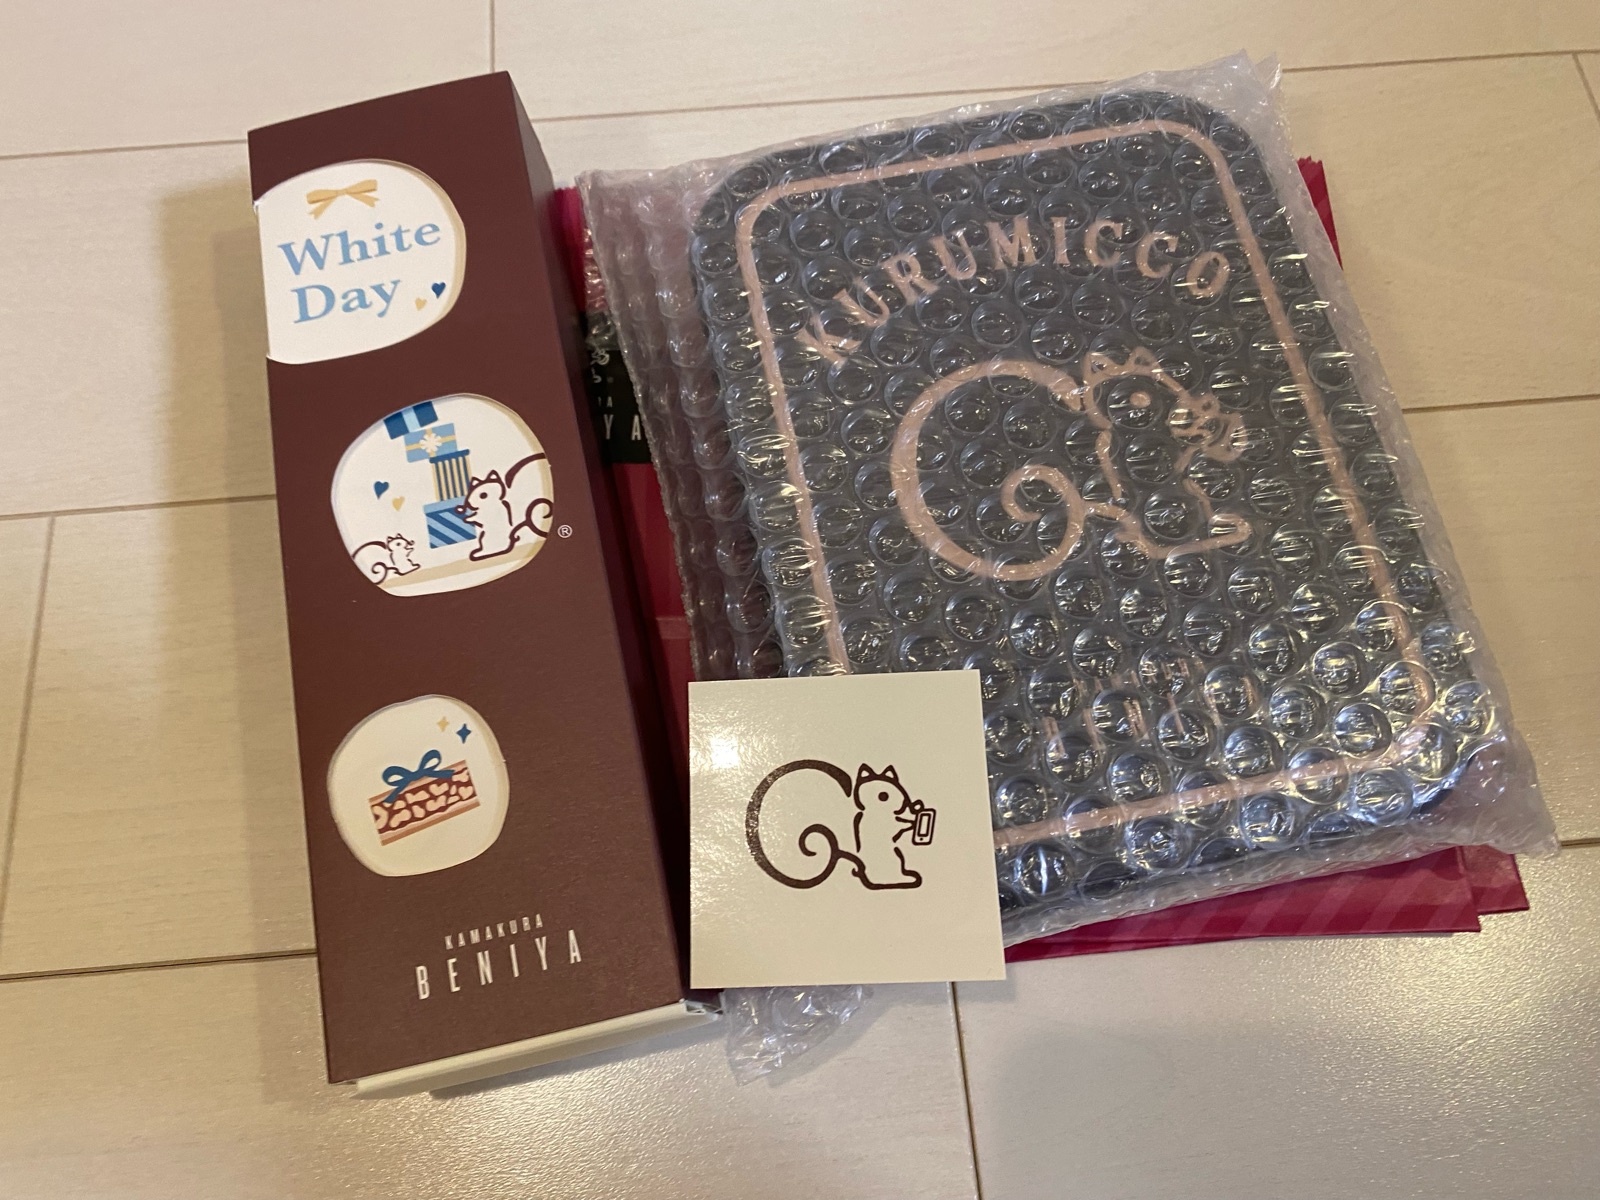 White
Day
®
KAMAKURA
BENIYA
KURUMICCO
Y A